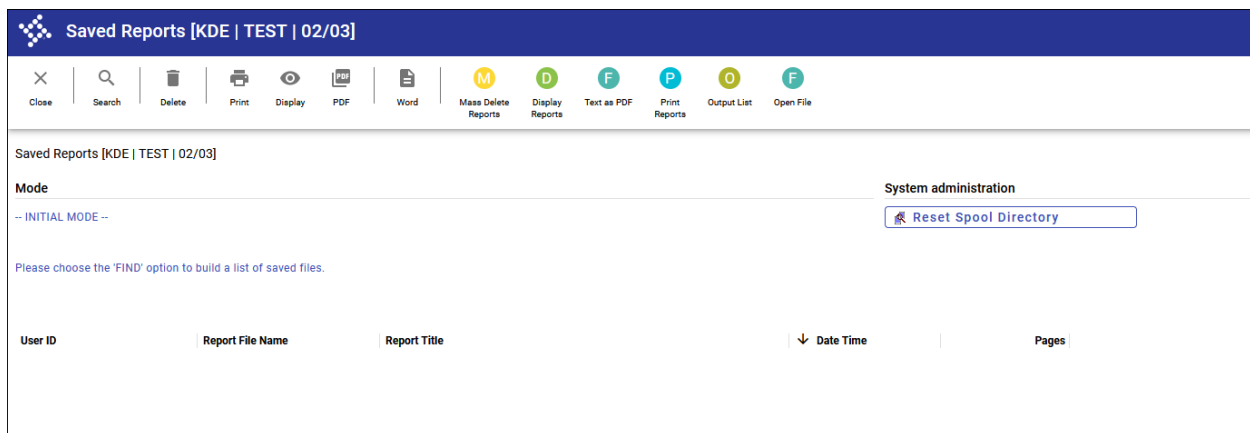 Saved Reports [KDE | TEST | 02/03]
Close
Search
Delete
Print
Display
PDF
PDF
Word
M
Mass Delete
Reports
D
Display
Reports
F
Text as PDF
P
Print
Reports
O
Output List
F
Open File
Saved Reports [KDE | TEST | 02/03]
Mode
System administration
-- INITIAL MODE --
Reset Spool Directory
Please choose the 'FIND' option to build a list of saved files.
User ID
Report File Name
Report Title
Date Time
Pages